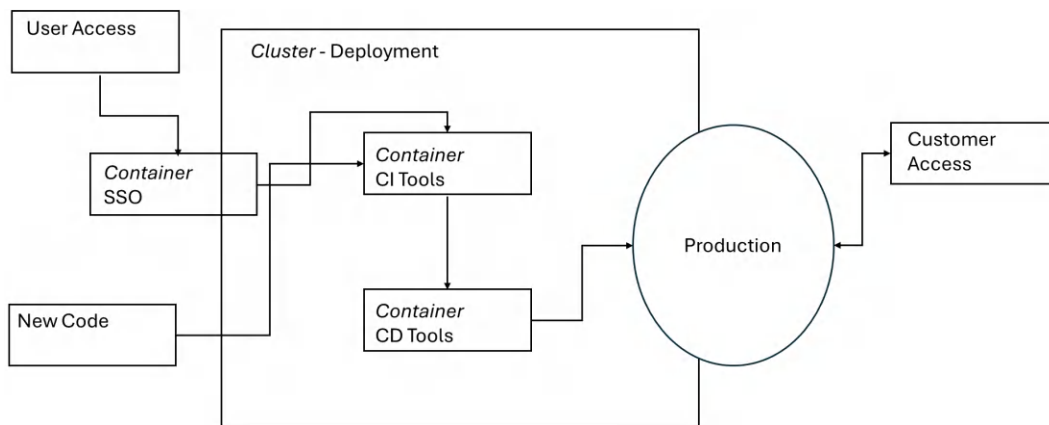 User Access
Cluster - Deployment
Container
CI Tools
Customer
Access
Container
SSO
Production
Container
CD Tools
New Code